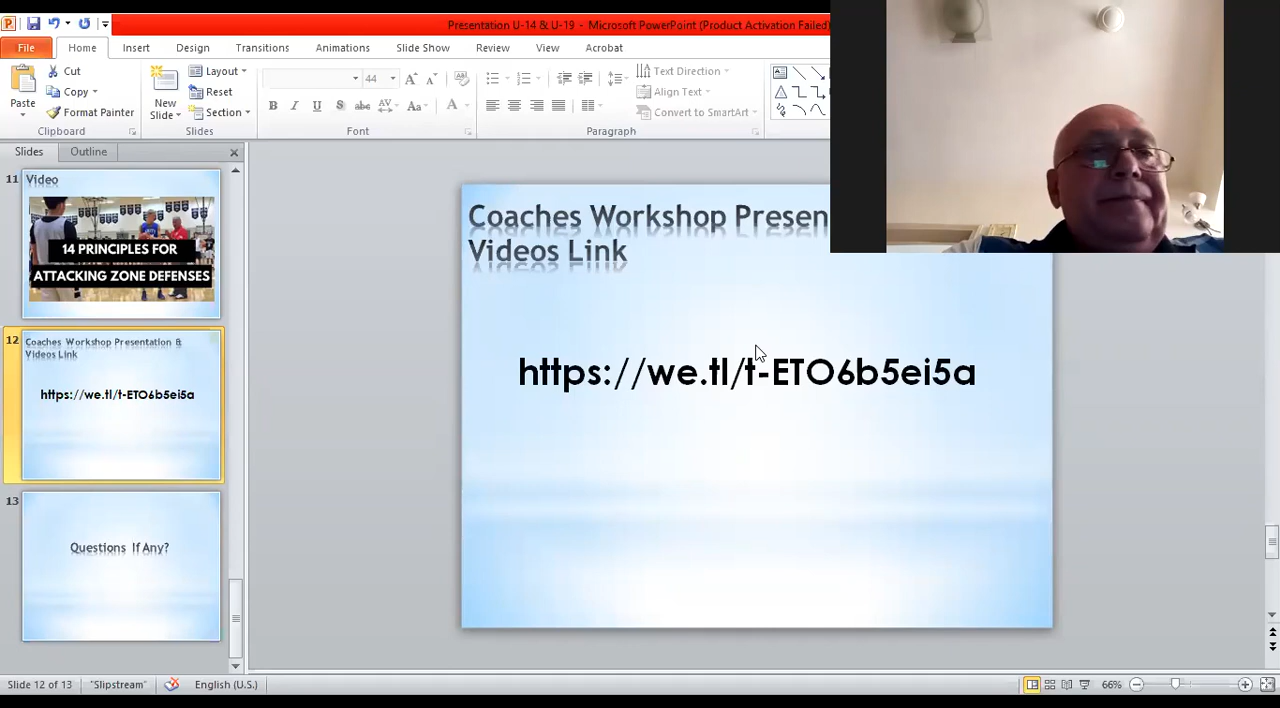 Presentation U-14 & U-19 - Microsoft PowerPoint (Product Activation Failed)
File Home Insert Design Transitions Animations Slide Show Review View Acrobat
Cut
Copy
Format Painter
Paste
Clipboard
New
Slide
Layout
Reset
Section
Slides
44
Font
Text Direction
Align Text
Convert to SmartArt
Paragraph
Slides Outline
11 Video
14 PRINCIPLES FOR
ATTACKING ZONE DEFENSES
12 Coaches Workshop Presentation &
Videos Link
https://we.tl/t-ETO6b5ei5a
13
Questions If Any?
Coaches Workshop Presen
Videos Link
https://we.tl/t-ETO6b5ei5a
Slide 12 of 13 "Slipstream" English (U.S.) 66%